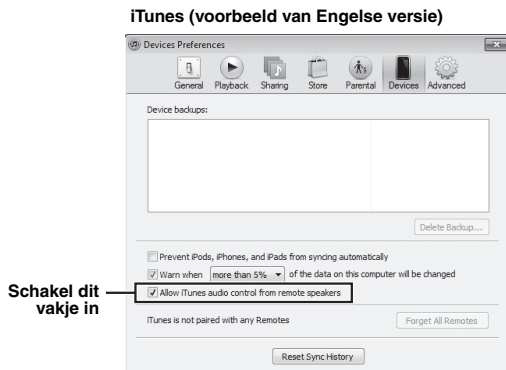 iTunes (voorbeeld van Engelse versie)
Devices Preferences
General Playback Sharing Store Parental Devices Advanced
Device backups:
Delete Backup...
Prevent iPods, iPhones, and iPads from syncing automatically
Warn when more than 5% of the data on this computer will be changed
Schakel dit
vakje in
Allow iTunes audio control from remote speakers
iTunes is not paired with any Remotes Forget All Remotes
Reset Sync History